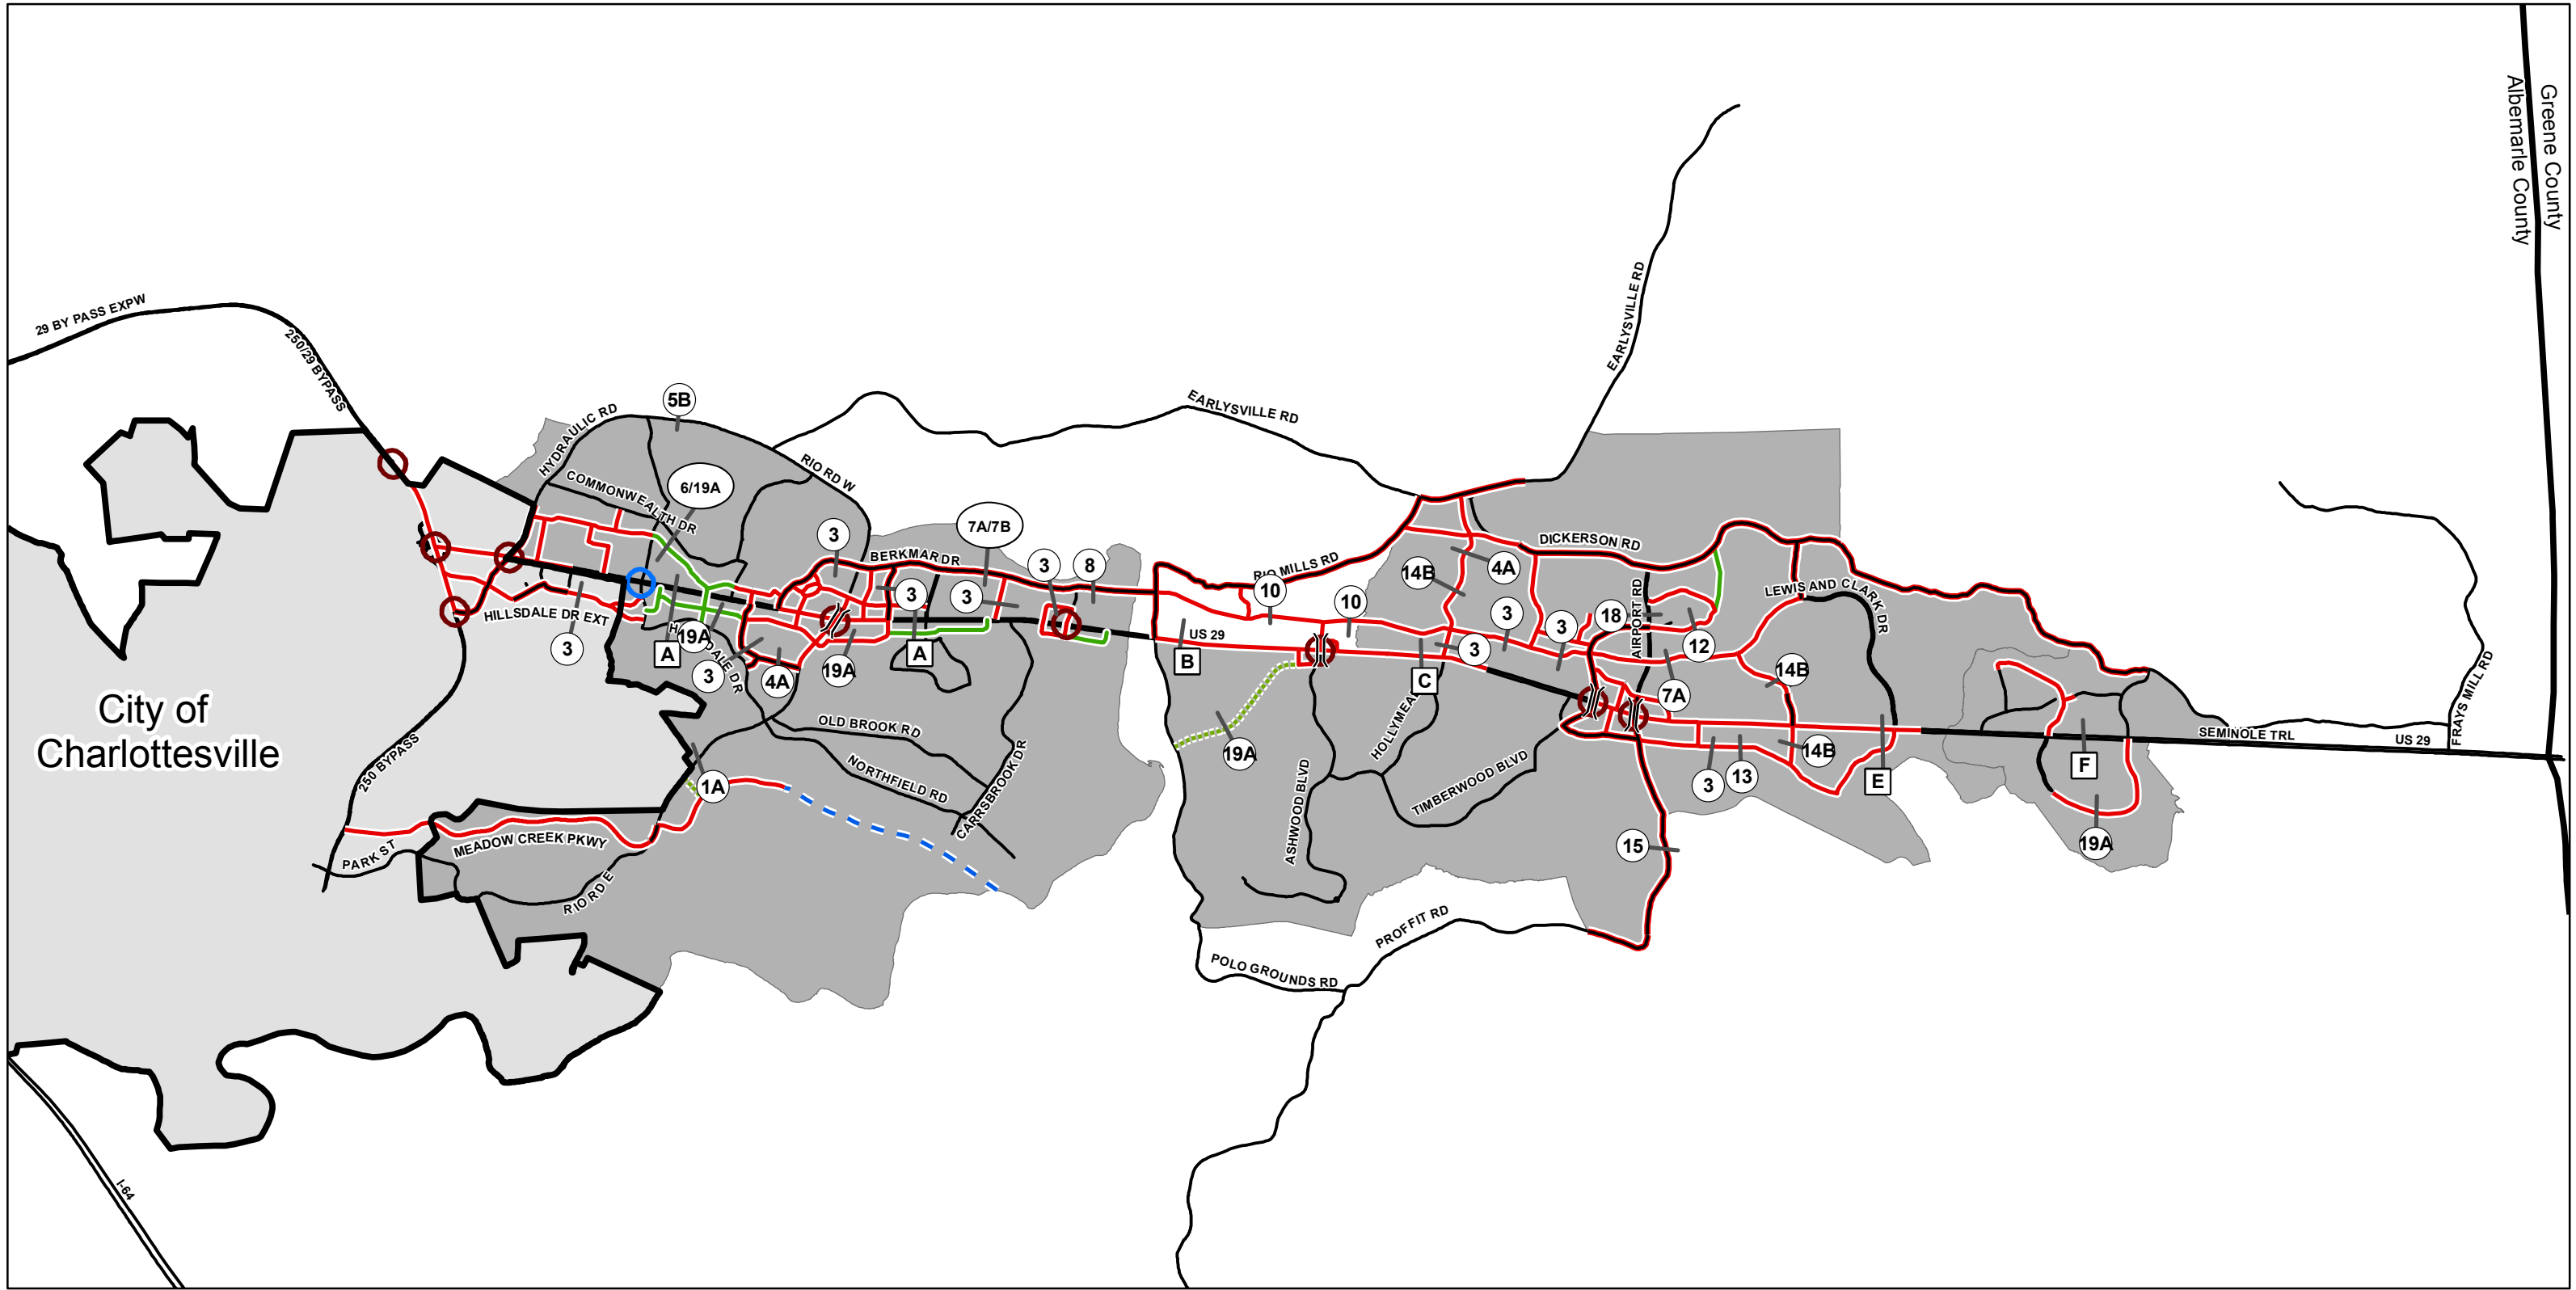 Greene County
Albemarle County
29 BY PASS EXPW
250/29 BYPASS
EARLYSVILLE RD
5B
HYDRAULIC RD
EARLYSVILLE RD
COMMONWEALTH DR
RIO RD W
6/19A
7A/7B
3
BERKMAR DR
3
8
DICKERSON RD
RIO MILLS RD
14B
4A
10
10
3
3
3
3
18
AIRPORT RD
LEWIS AND CLARK DR
12
HILLSDALE DR EXT
3
19A
A
A
3
4A
19A
US 29
B
C
3
7A
14B
City of
Charlottesville
OLD BROOK RD
NORTHFIELD RD
CARRSBROOK DR
19A
TIMBERWOOD BLVD
ASHWOOD BLVD
14B
3
13
E
F
SEMINOLE TRL
US 29
FRAYS MILL RD
250 BYPASS
1A
MEADOW CREEK PKWY
PARK ST
RIO RD E
15
19A
PROFFIT RD
POLO GROUNDS RD
I-64